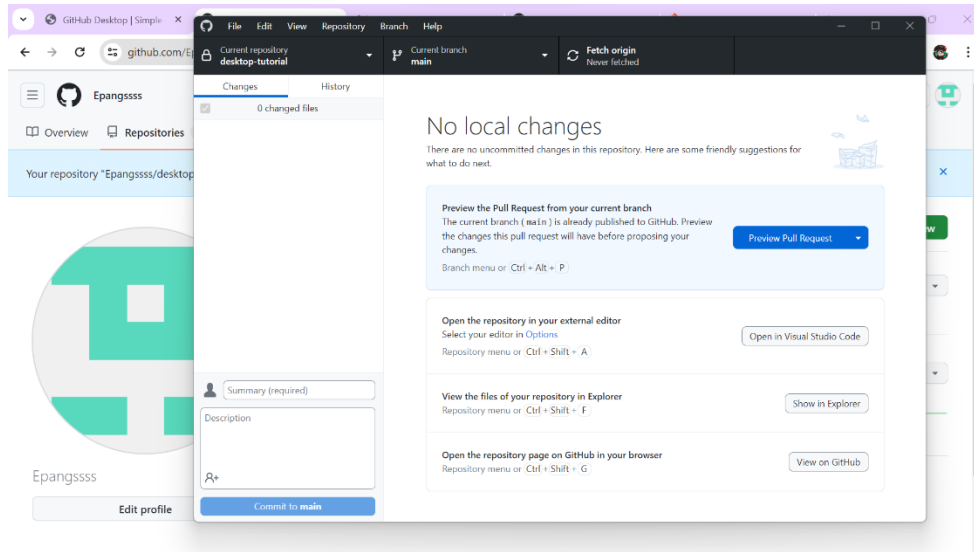 GitHub Desktop | Simple
github.com/Ep
Epangssss
Overview
Repositories
Your repository "Epangssss/desktop
w
Epangssss
Edit profile
File Edit View Repository Branch Help
Current repository
desktop-tutorial
Current branch
main
Fetch origin
Never fetched
Changes
History
0 changed files
Summary (required)
Description
Commit to main
No local changes
There are no uncommitted changes in this repository. Here are some friendly suggestions for
what to do next.
Preview the Pull Request from your current branch
The current branch (main) is already published to GitHub. Preview
the changes this pull request will have before proposing your
changes.
Branch menu or Ctrl + Alt + P
Preview Pull Request
Open the repository in your external editor
Select your editor in Options
Repository menu or Ctrl + Shift + A
Open in Visual Studio Code
View the files of your repository in Explorer
Repository menu or Ctrl + Shift + F
Show in Explorer
Open the repository page on GitHub in your browser
Repository menu or Ctrl + Shift + G
View on GitHub